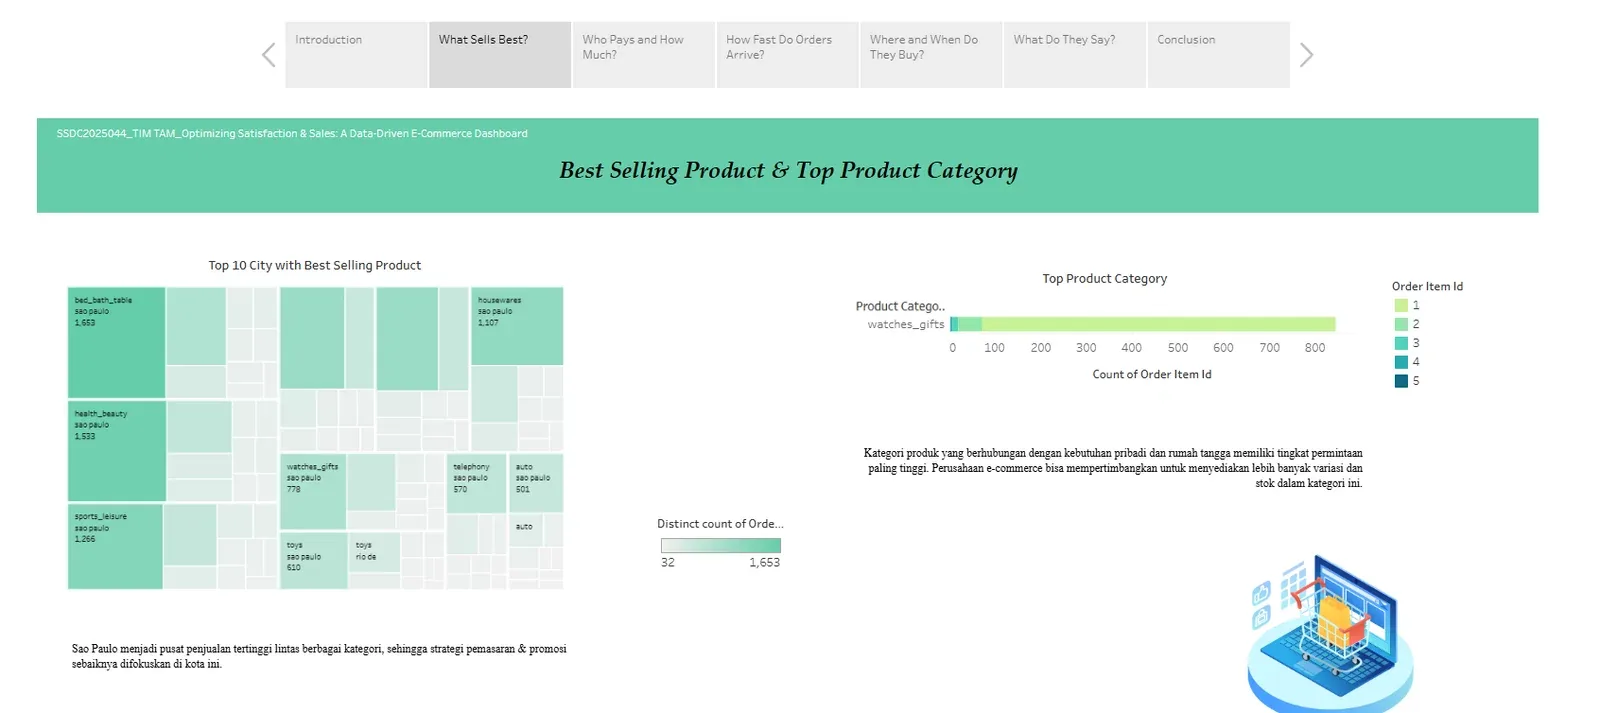 Introduction
What Sells Best?
Who Pays and How
Much?
How Fast Do Orders
Arrive?
Where and When Do
They Buy?
What Do They Say?
Conclusion
SSDC2025044_TIM TAM_Optimizing Satisfaction & Sales: A Data-Driven E-Commerce Dashboard
Best Selling Product & Top Product Category
Top 10 City with Best Selling Product
bed_bath_table
sao paulo
1,653
housewares
sao paulo
1,107
health_beauty
sao paulo
1,533
watches_gifts
sao paulo
778
telephony
sao paulo
570
auto
sao paulo
501
sports_leisure
sao paulo
1,266
auto
toys
sao paulo
610
toys
rio de
Distinct count of Orde...
32 1,653
Sao Paulo menjadi pusat penjualan tertinggi lintas berbagai kategori, sehingga strategi pemasaran & promosi
sebaiknya difokuskan di kota ini.
Top Product Category
Product Catego..
watches_gifts
0 100 200 300 400 500 600 700 800
Count of Order Item Id
Order Item Id
1
2
3
4
5
Kategori produk yang berhubungan dengan kebutuhan pribadi dan rumah tangga memiliki tingkat permintaan
paling tinggi. Perusahaan e-commerce bisa mempertimbangkan untuk menyediakan lebih banyak variasi dan
stok dalam kategori ini.